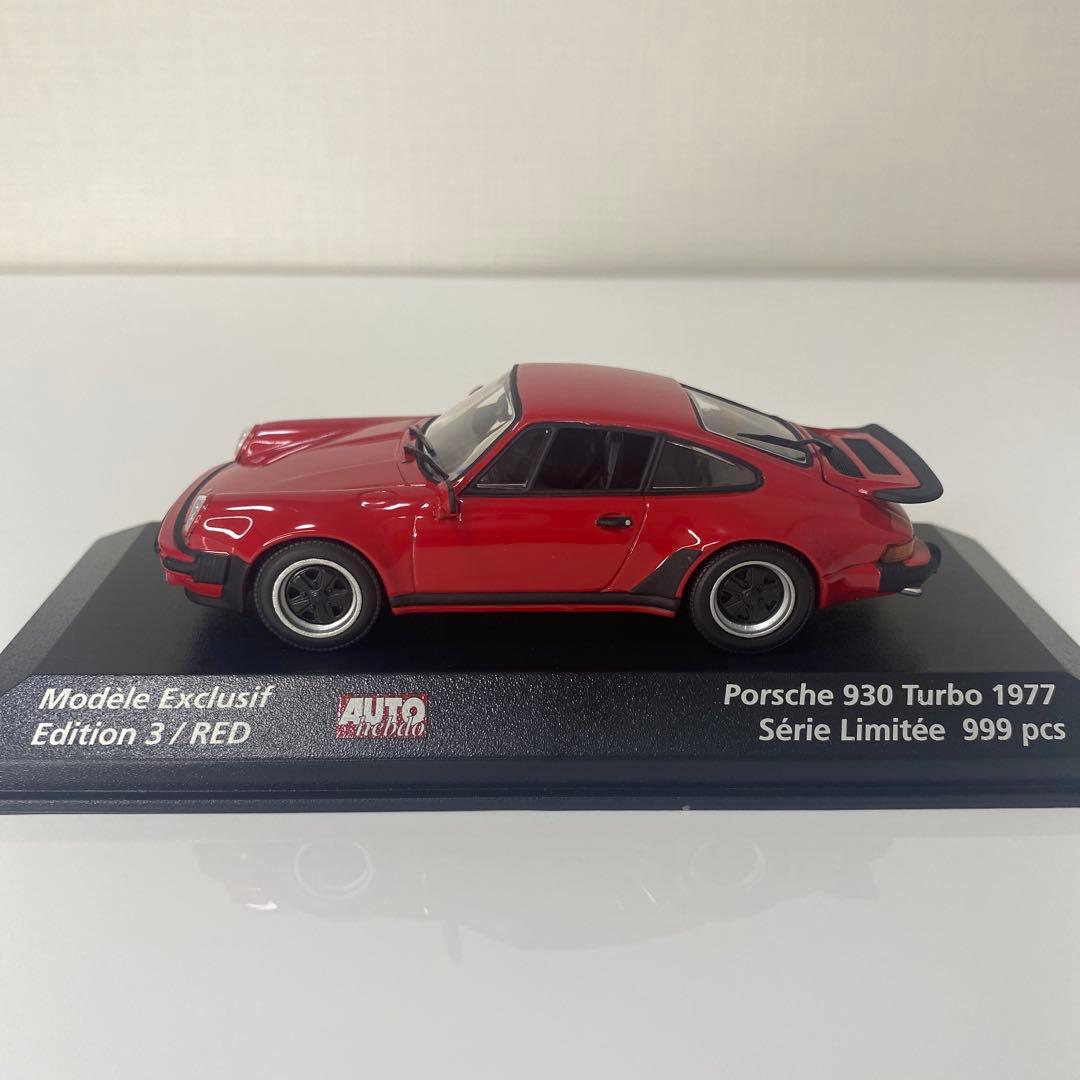 Modèle Exclusif
Edition 3 / RED
AUTO
hebdo
Porsche 930 Turbo 1977
Série Limitée 999 pcs